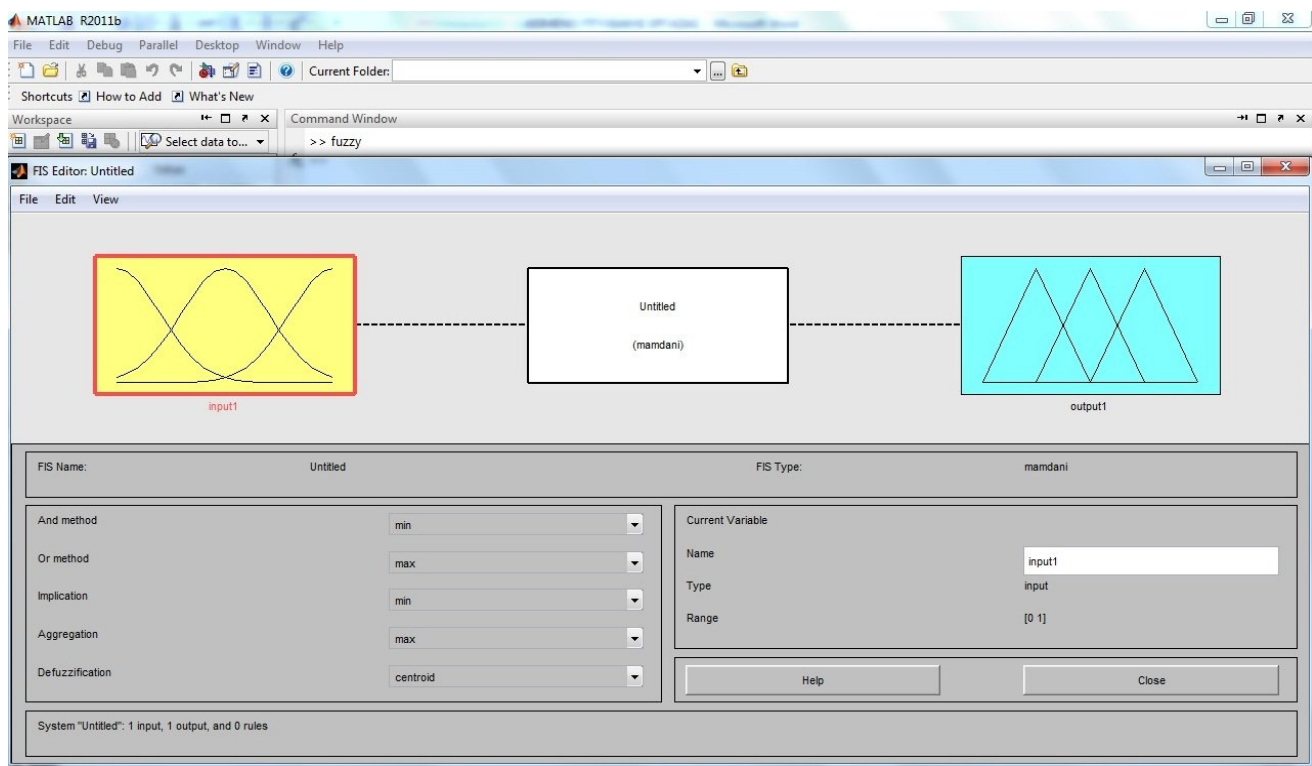 MATLAB R2011b
File Edit Debug Parallel Desktop Window Help
Current Folder:
Shortcuts How to Add What's New
Workspace
Command Window
Select data to...
>> fuzzy
FIS Editor: Untitled
File Edit View
Untitled
(mamdani)
input1
output1
FIS Name: Untitled FIS Type: mamdani
And method min
Or method max
Implication min
Aggregation max
Defuzzification centroid
Current Variable
Name input1
Type input
Range [0 1]
Help Close
System "Untitled": 1 input, 1 output, and 0 rules